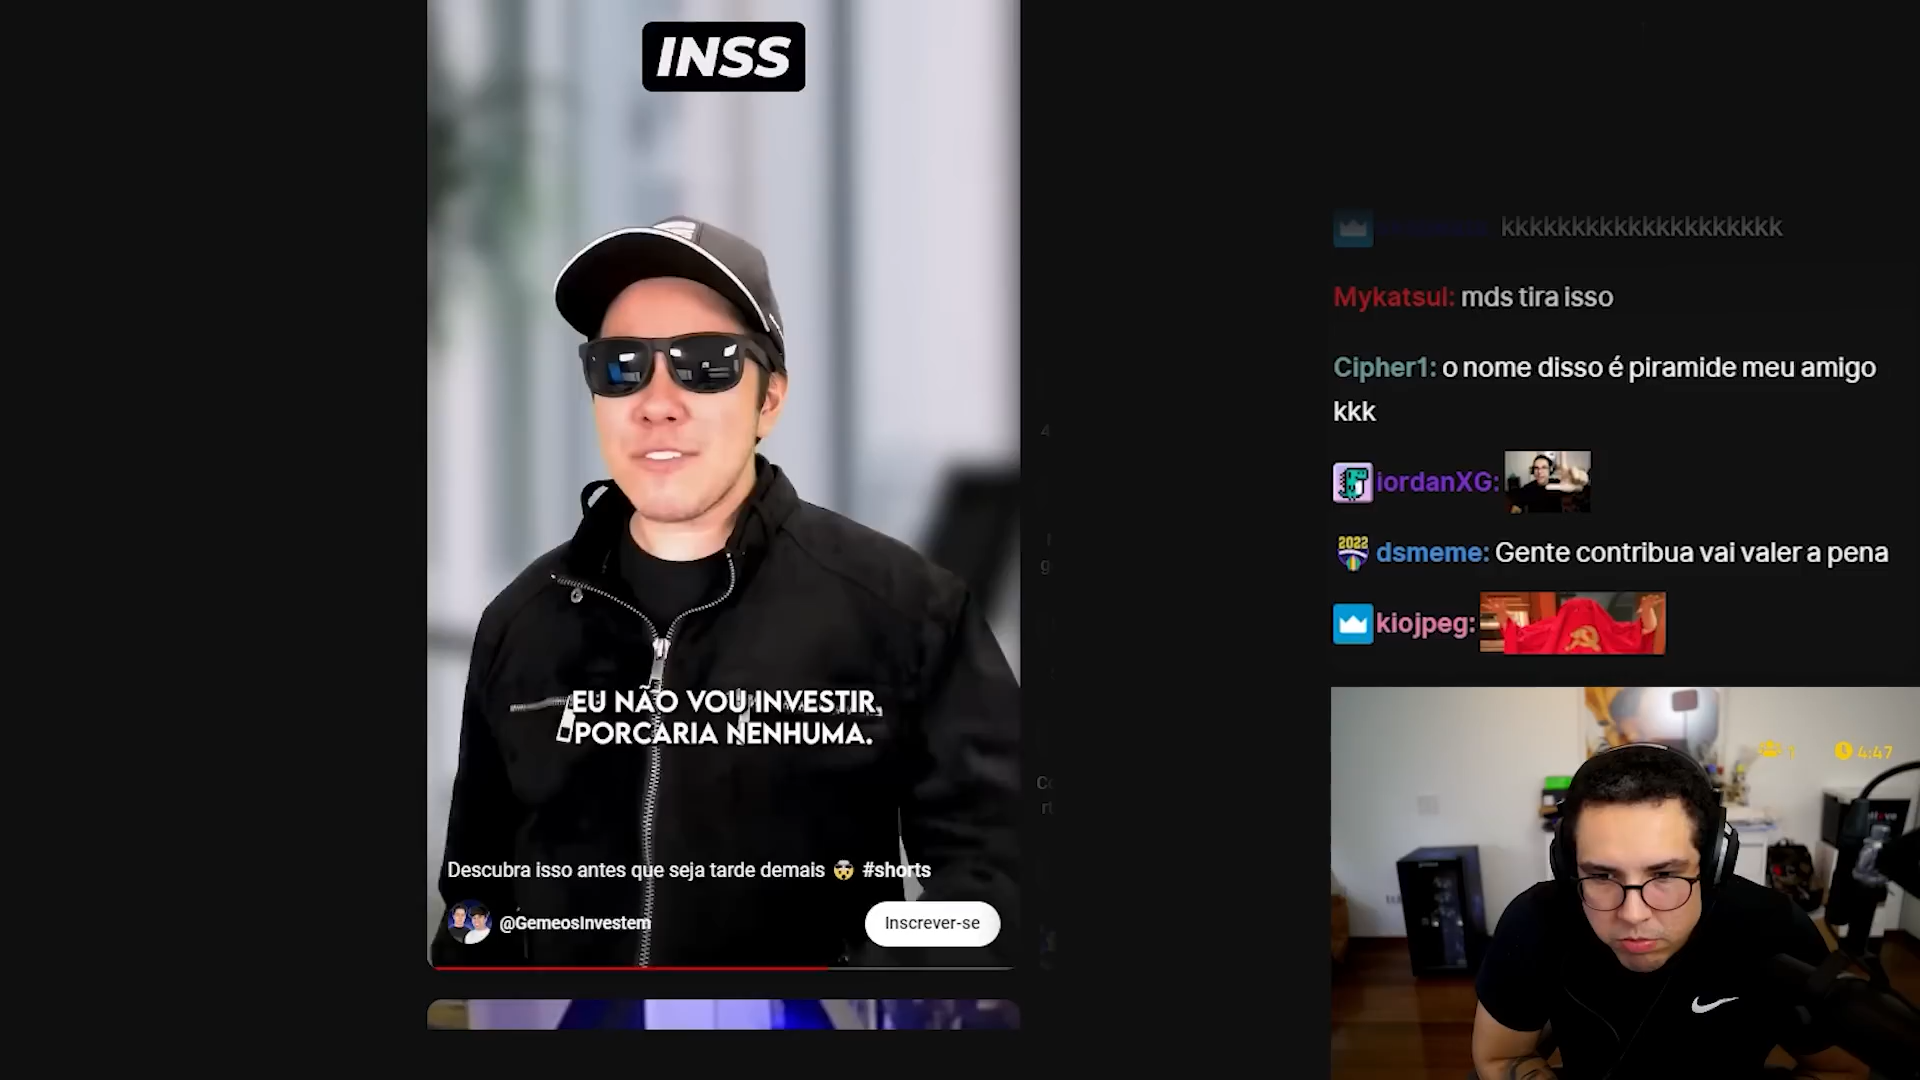 INSS
EU NÃO VOU INVESTIR,
PORCARIA NENHUMA.
Descubra isso antes que seja tarde demais 🤯 #shorts
@GemeosInvestem
Inscrever-se
kkkkkkkkkkkkkkkkkkkk
Mykatsul: mds tira isso
Cipher1: o nome disso é piramide meu amigo
kkk
iordanXG:
2022 dsmeme: Gente contribua vai valer a pena
kiojpeg:
1 4:47